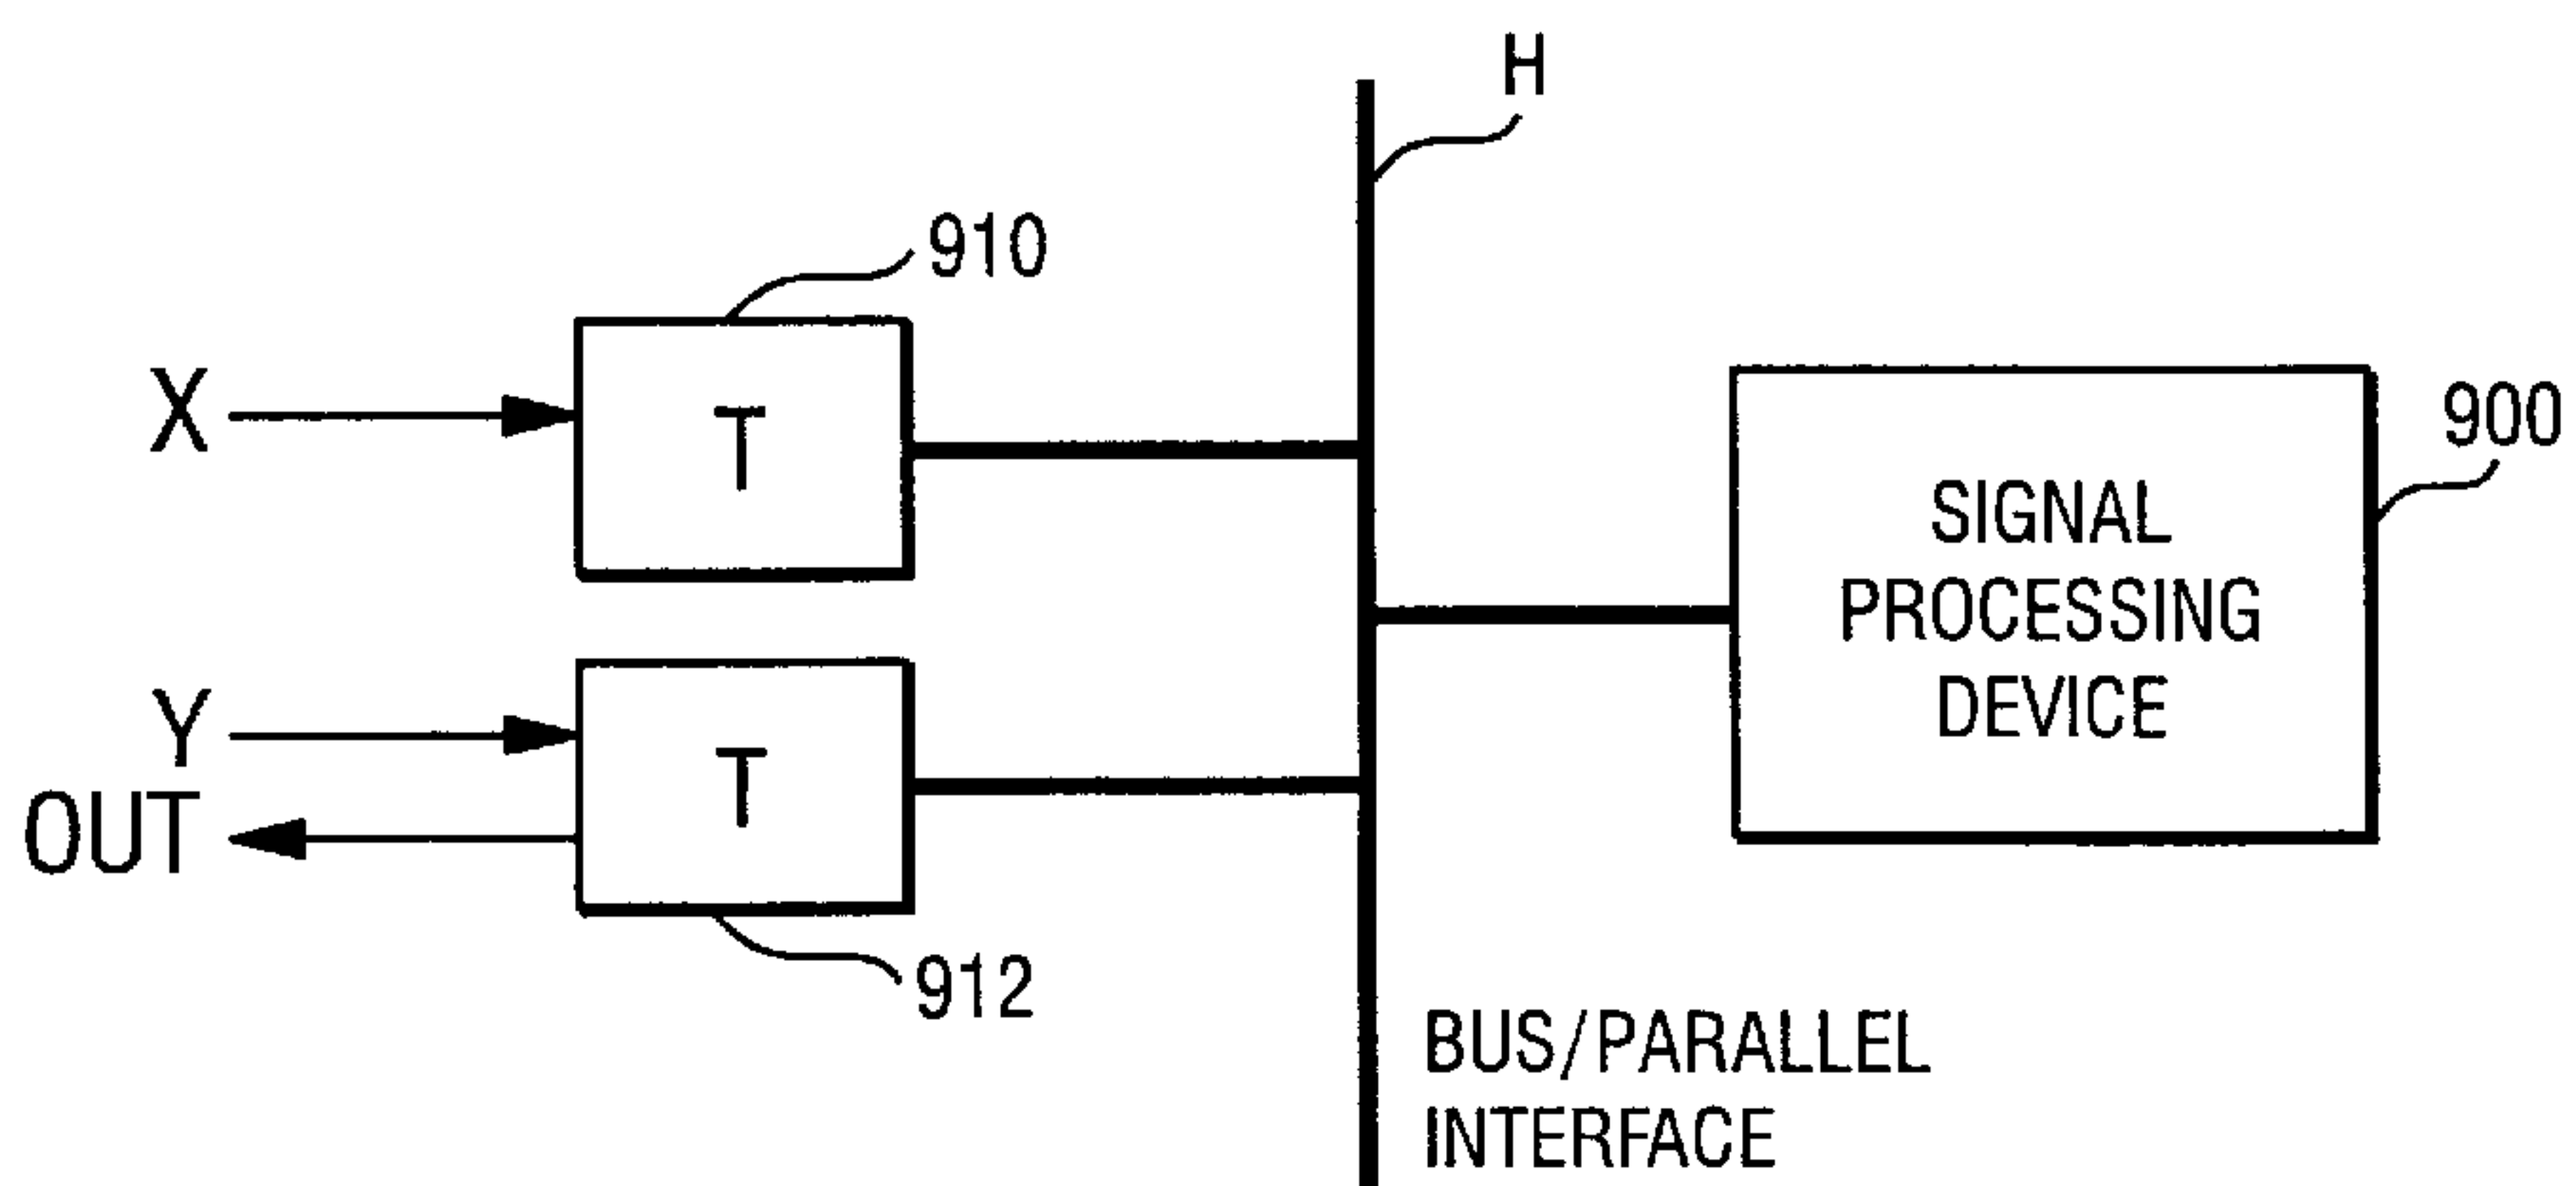 H
910
X
T
900
SIGNAL
PROCESSING
DEVICE
Y
T
OUT
912
BUS/PARALLEL
INTERFACE